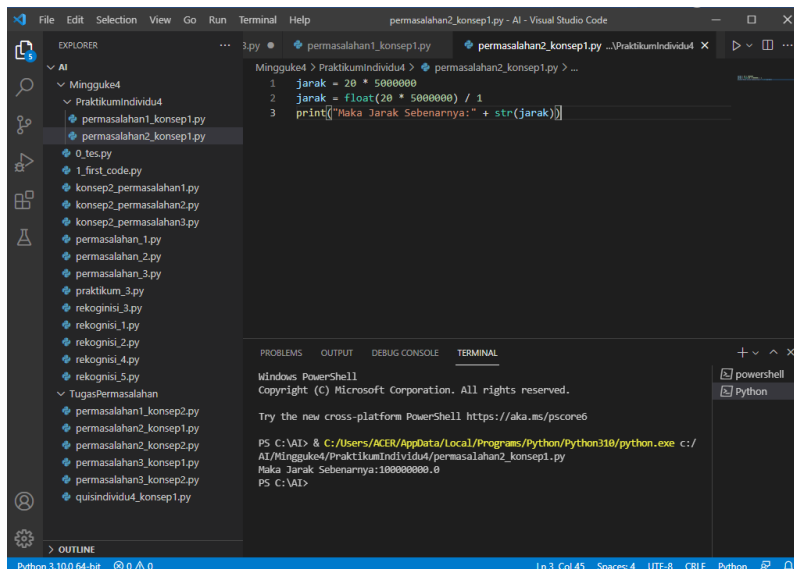 File Edit Selection View Go Run Terminal Help permasalahan2_konsep1.py - AI - Visual Studio Code
EXPLORER
3.py permasalahan1_konsep1.py permasalahan2_konsep1.py ...\PraktikumIndividu4
Mingguke4 > PraktikumIndividu4 > permasalahan2_konsep1.py > ...
5
AI
Mingguke4
PraktikumIndividu4
permasalahan1_konsep1.py
permasalahan2_konsep1.py
0_tes.py
1_first_code.py
konsep2_permasalahan1.py
konsep2_permasalahan2.py
konsep2_permasalahan3.py
permasalahan_1.py
permasalahan_2.py
permasalahan_3.py
praktikum_3.py
rekoginisi_3.py
rekognisi_1.py
rekognisi_2.py
rekognisi_4.py
rekognisi_5.py
TugasPermasalahan
permasalahan1_konsep2.py
permasalahan2_konsep1.py
permasalahan2_konsep2.py
permasalahan3_konsep1.py
permasalahan3_konsep2.py
quisindividu4_konsep1.py
OUTLINE
1 jarak = 20 * 5000000
2 jarak = float(20 * 5000000) / 1
3 print("Maka Jarak Sebenarnya:" + str(jarak))
PROBLEMS OUTPUT DEBUG CONSOLE TERMINAL
Windows PowerShell
Copyright (C) Microsoft Corporation. All rights reserved.
Try the new cross-platform PowerShell https://aka.ms/pscore6
PS C:\AI> & C:/Users/ACER/AppData/Local/Programs/Python/Python310/python.exe c:/
AI/Mingguke4/PraktikumIndividu4/permasalahan2_konsep1.py
Maka Jarak Sebenarnya:100000000.0
PS C:\AI>
powershell
Python
Python 3.10.0 64-bit 0 0 Ln 3, Col 45 Spaces: 4 UTF-8 CRLF Python